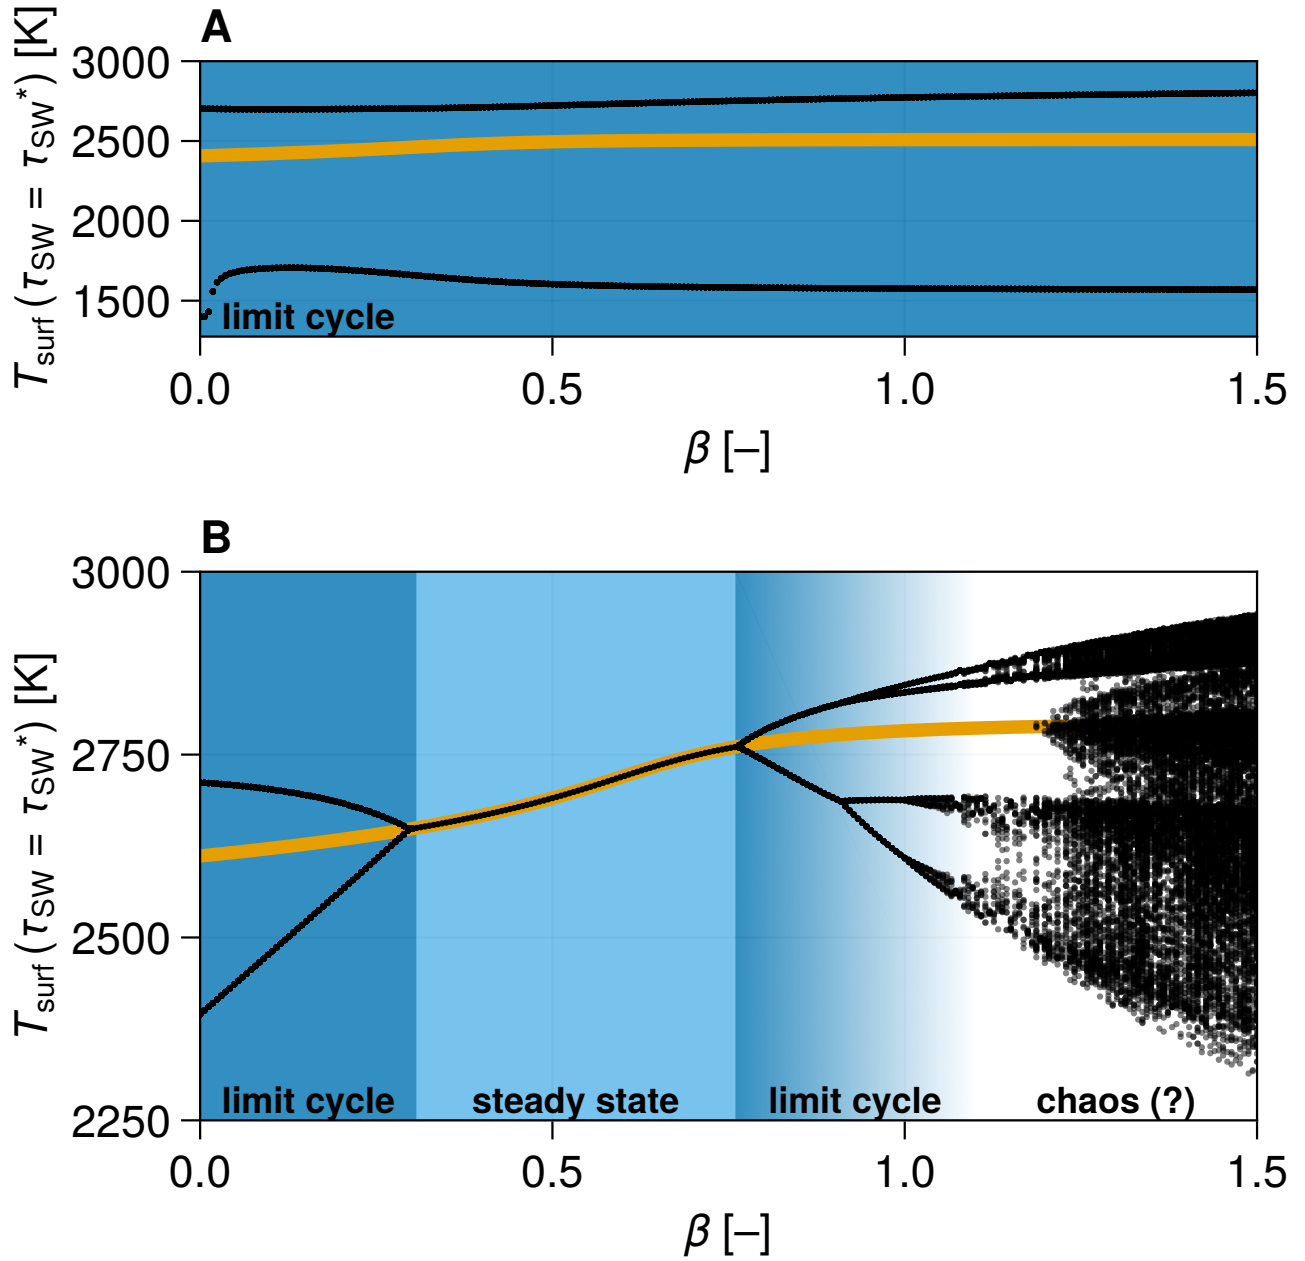 A
T_surf (τ_SW = τ_SW*) [K]
3000
2500
2000
1500
limit cycle
0.0 0.5 1.0 1.5
β [–]
B
T_surf (τ_SW = τ_SW*) [K]
3000
2750
2500
2250
limit cycle steady state limit cycle chaos (?)
0.0 0.5 1.0 1.5
β [–]